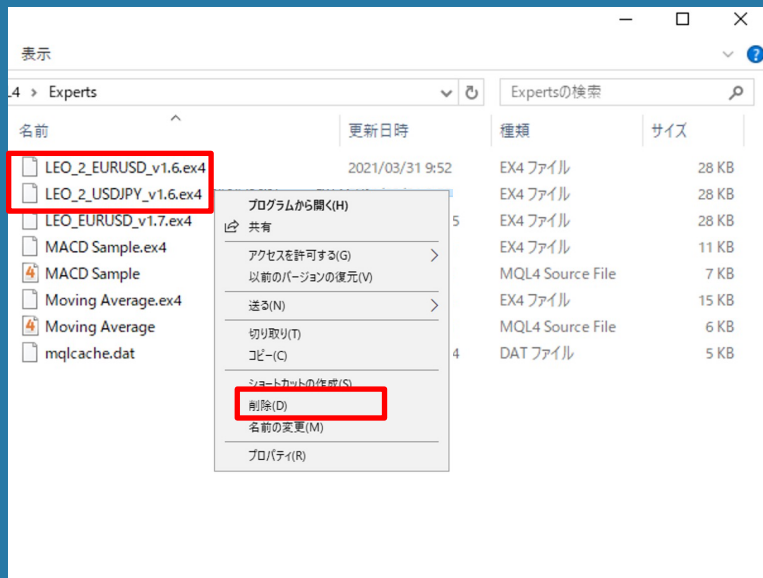 表示
L4 › Experts
Expertsの検索
名前 更新日時 種類 サイズ
LEO_2_EURUSD_v1.6.ex4 2021/03/31 9:52 EX4 ファイル 28 KB
LEO_2_USDJPY_v1.6.ex4 EX4 ファイル 28 KB
LEO_EURUSD_v1.7.ex4 5 EX4 ファイル 28 KB
MACD Sample.ex4 EX4 ファイル 11 KB
MACD Sample MQL4 Source File 7 KB
Moving Average.ex4 EX4 ファイル 15 KB
Moving Average MQL4 Source File 6 KB
mqlcache.dat 4 DAT ファイル 5 KB
プログラムから開く(H)
共有
アクセスを許可する(G)
以前のバージョンの復元(V)
送る(N)
切り取り(T)
コピー(C)
ショートカットの作成(S)
削除(D)
名前の変更(M)
プロパティ(R)